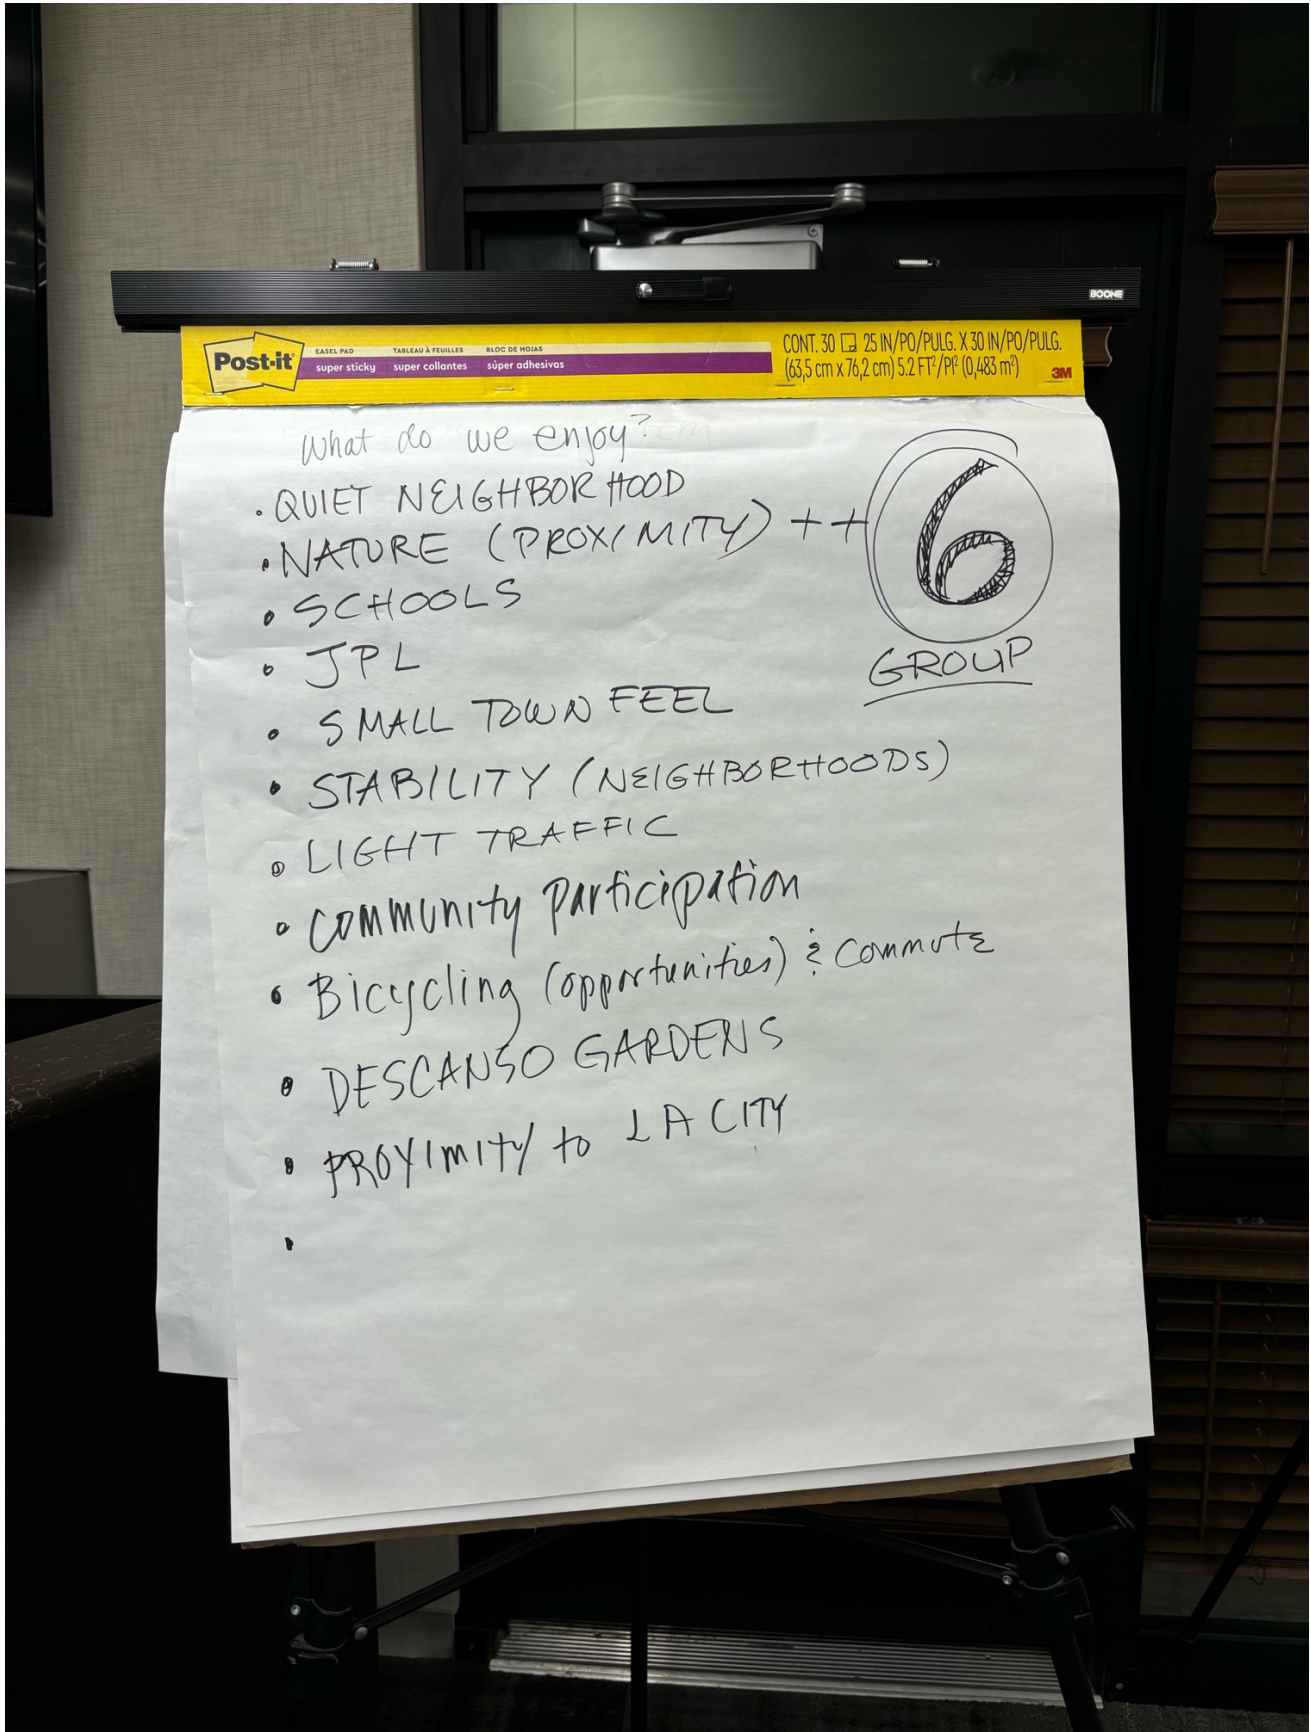 BOONE
Post-it
EASEL PAD
super sticky
TABLEAU À FEUILLES
super collantes
BLOC DE HOJAS
súper adhesivas
CONT. 30 25 IN/PO/PULG. X 30 IN/PO/PULG.
(63,5 cm x 76,2 cm) 5.2 FT²/PI² (0,483 m²)
3M
What do we enjoy?
• QUIET NEIGHBORHOOD
• NATURE (PROXIMITY) ++
6
GROUP
• SCHOOLS
• JPL
• SMALL TOWN FEEL
• STABILITY (NEIGHBORHOODS)
• LIGHT TRAFFIC
• COMMUNITY participation
• Bicycling (opportunities) & commute
• DESCANSO GARDENS
• PROXIMITY to LA CITY
•